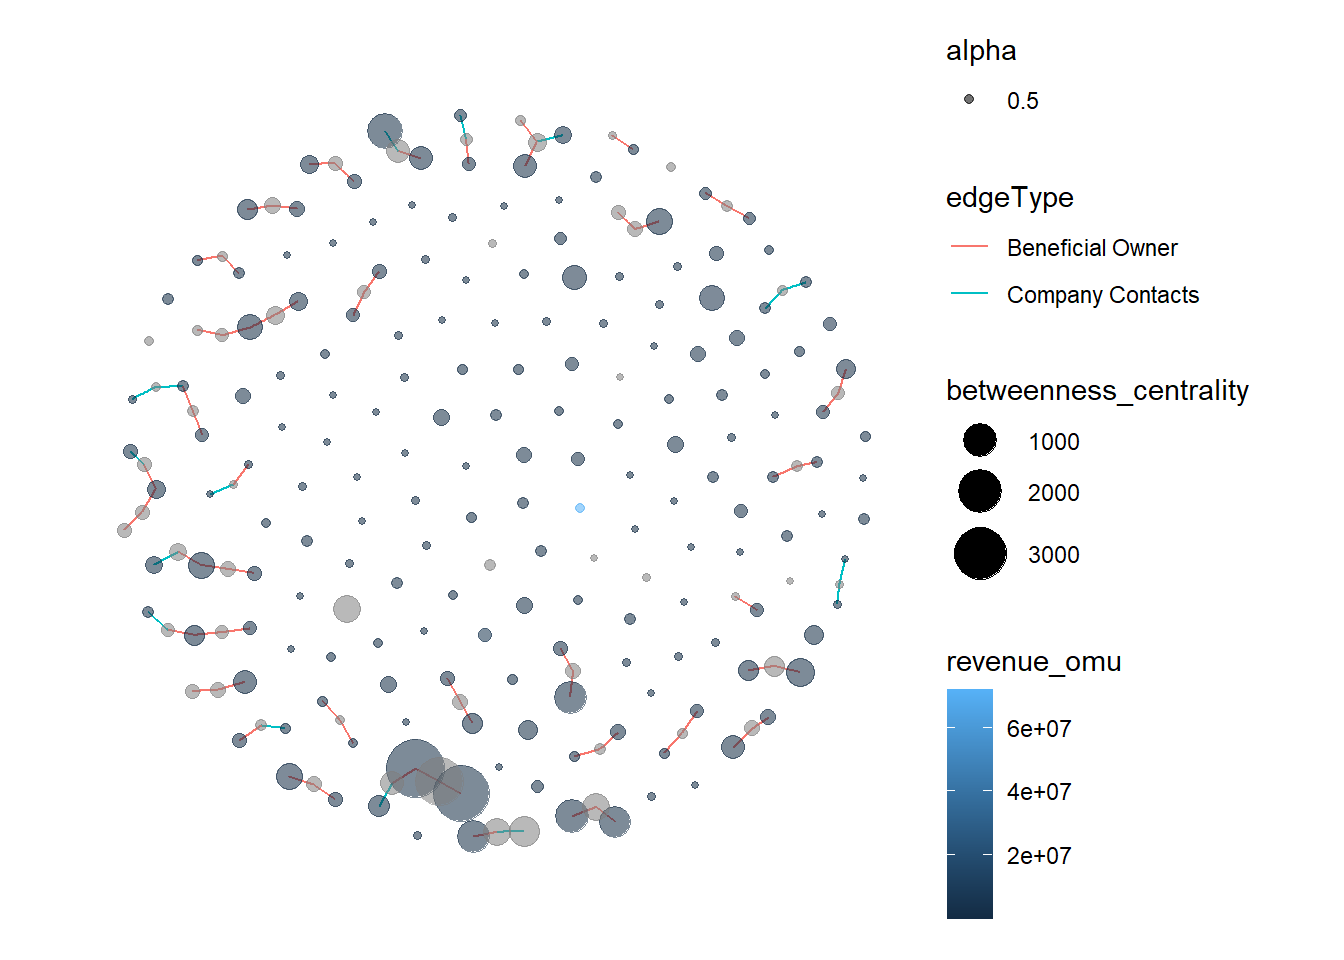 alpha
0.5
edgeType
Beneficial Owner
Company Contacts
betweenness_centrality
1000
2000
3000
revenue_omu
6e+07
4e+07
2e+07